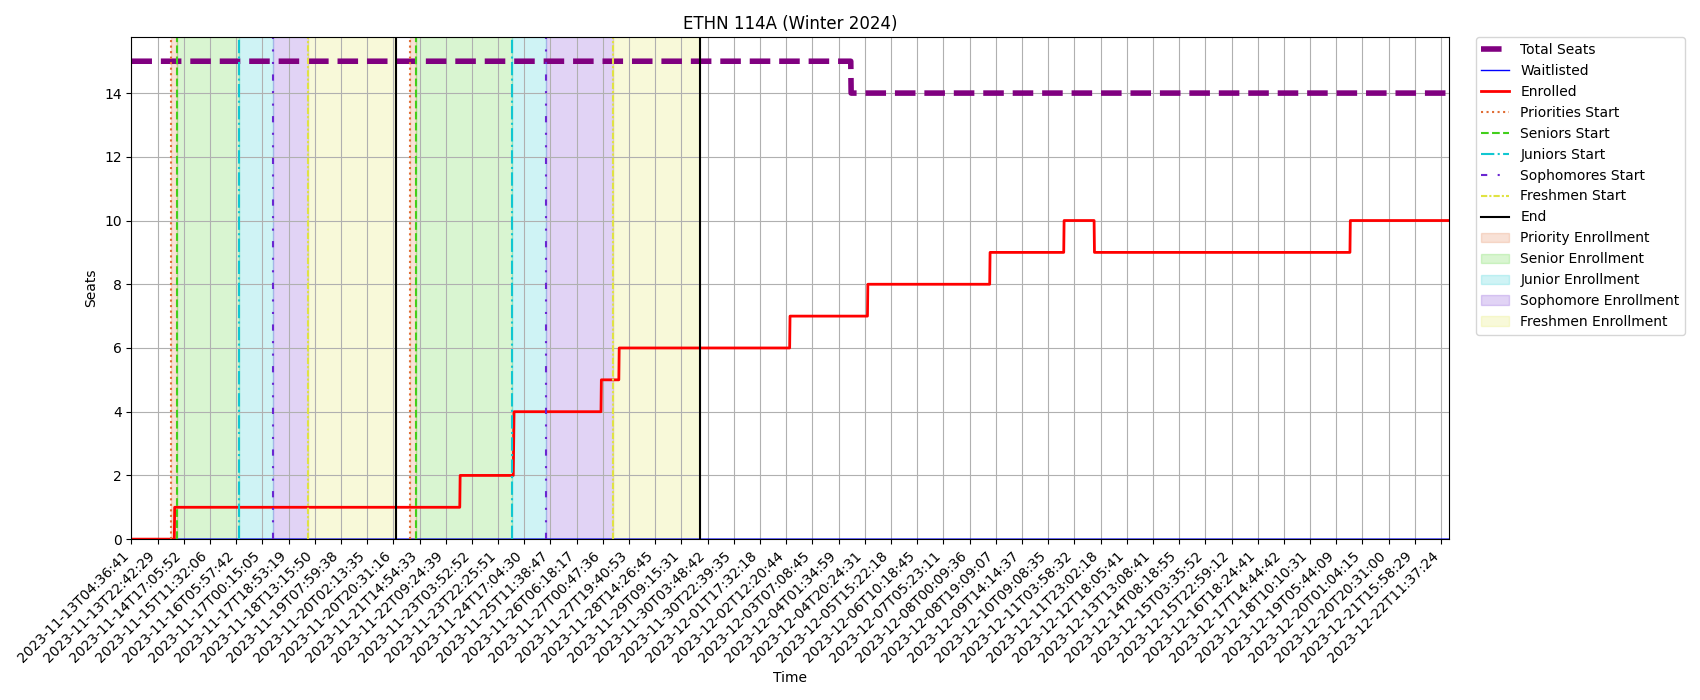 ETHN 114A (Winter 2024)
Seats
14
12
10
8
6
4
2
0
2023-11-13T04:36:41
2023-11-13T22:42:29
2023-11-14T17:05:52
2023-11-15T11:32:06
2023-11-16T05:57:42
2023-11-17T00:15:05
2023-11-17T18:53:19
2023-11-18T13:15:50
2023-11-19T07:59:38
2023-11-20T02:13:35
2023-11-20T20:31:16
2023-11-21T14:54:33
2023-11-22T09:24:39
2023-11-23T03:52:52
2023-11-23T22:25:51
2023-11-24T17:04:30
2023-11-25T11:38:47
2023-11-26T06:18:17
2023-11-27T00:47:36
2023-11-27T19:40:53
2023-11-28T14:26:45
2023-11-29T09:15:31
2023-11-30T03:48:42
2023-11-30T22:39:35
2023-12-01T17:32:18
2023-12-02T12:20:44
2023-12-03T07:08:45
2023-12-04T01:34:59
2023-12-04T20:24:31
2023-12-05T15:22:18
2023-12-06T10:18:45
2023-12-07T05:23:11
2023-12-08T00:09:36
2023-12-08T19:09:07
2023-12-09T14:14:37
2023-12-10T09:08:35
2023-12-11T03:58:32
2023-12-11T23:02:18
2023-12-12T18:05:41
2023-12-13T13:08:41
2023-12-14T08:18:55
2023-12-15T03:35:52
2023-12-15T22:59:12
2023-12-16T18:24:41
2023-12-17T14:44:42
2023-12-18T10:10:31
2023-12-19T05:44:09
2023-12-20T01:04:15
2023-12-20T20:31:00
2023-12-21T15:58:29
2023-12-22T11:37:24
Time
Total Seats
Waitlisted
Enrolled
Priorities Start
Seniors Start
Juniors Start
Sophomores Start
Freshmen Start
End
Priority Enrollment
Senior Enrollment
Junior Enrollment
Sophomore Enrollment
Freshmen Enrollment